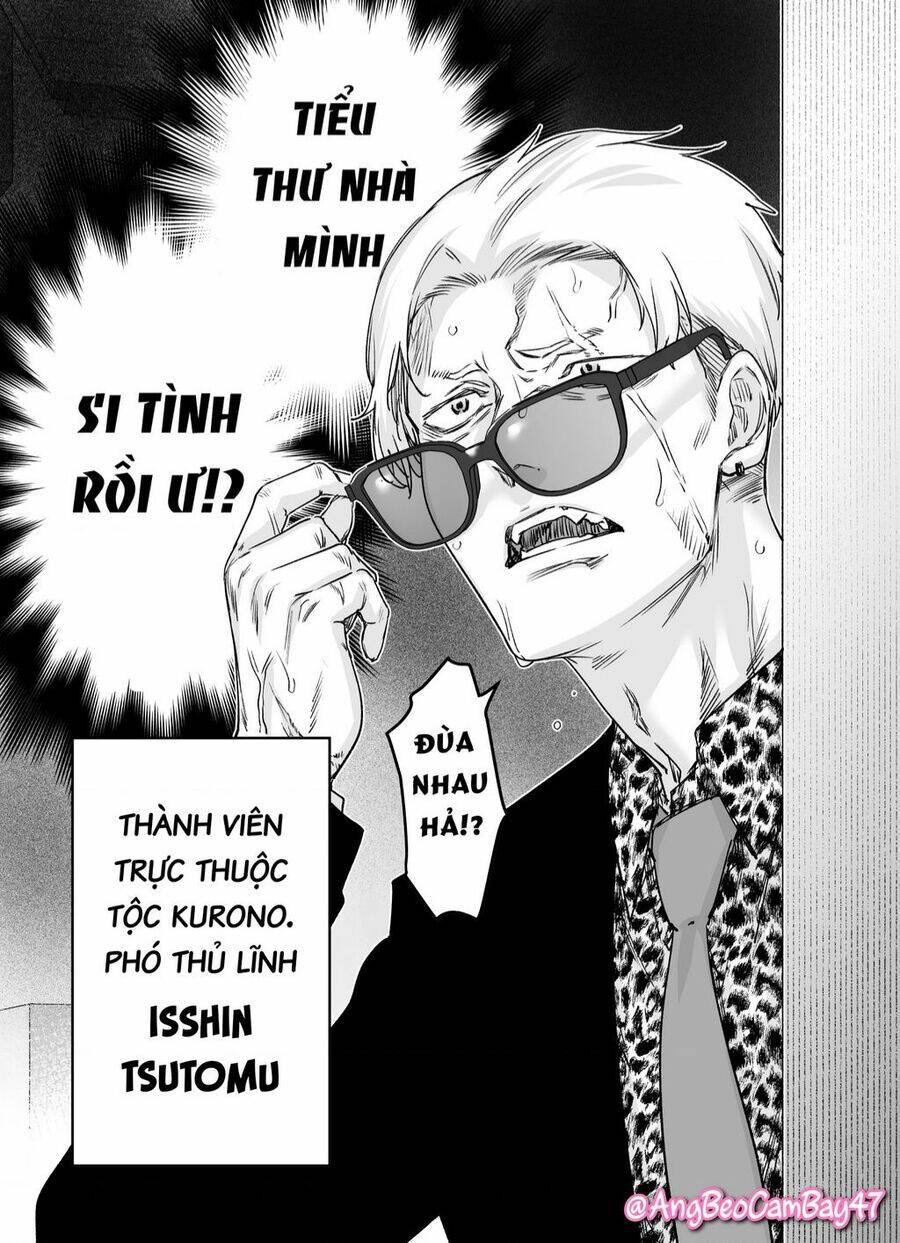 TIỂU
THƯ NHÀ
MÌNH
SI TÌNH
RỒI Ư!?
ĐÙA
NHAU
HẢ!?
THÀNH VIÊN
TRỰC THUỘC
TỘC KURONO.
PHÓ THỦ LĨNH
ISSHIN
TSUTOMU
@AngBeoCamBay47